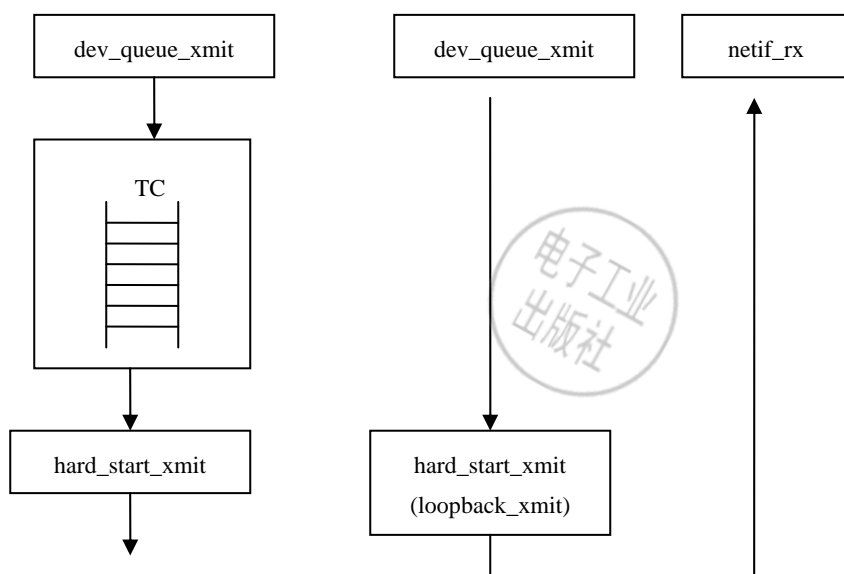 dev_queue_xmit
dev_queue_xmit
netif_rx
TC
电子工业
出版社
hard_start_xmit
hard_start_xmit
(loopback_xmit)